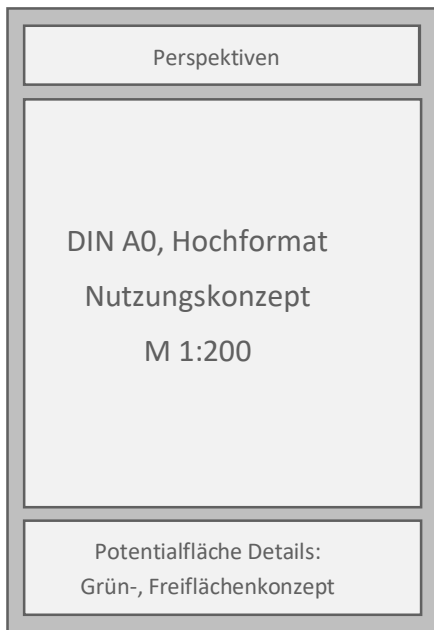 Perspektiven
DIN A0, Hochformat
Nutzungskonzept
M 1:200
Potentialfläche Details:
Grün-, Freiflächenkonzept